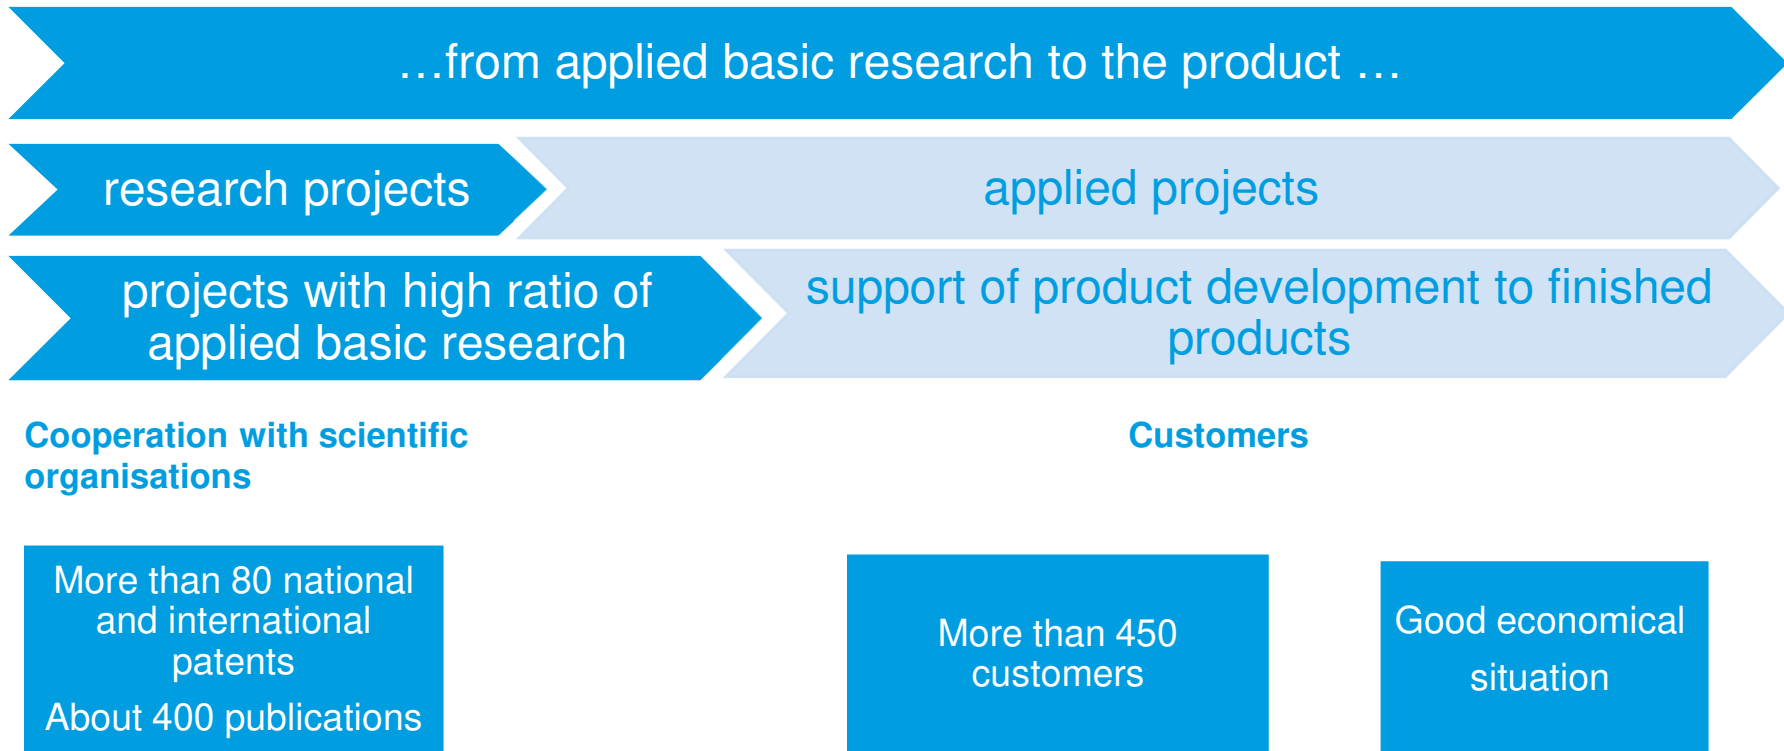 …from applied basic research to the product …
research projects
applied projects
projects with high ratio of
applied basic research
support of product development to finished
products
Cooperation with scientific
organisations
Customers
More than 80 national
and international
patents
About 400 publications
More than 450
customers
Good economical
situation